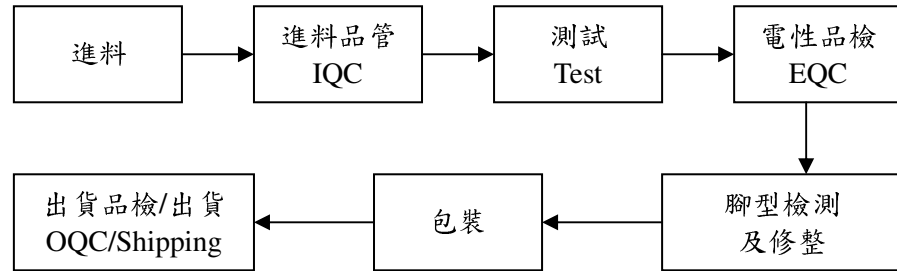 進料
進料品管
IQC
測試
Test
電性品檢
EQC
腳型檢測
及修整
包裝
出貨品檢/出貨
OQC/Shipping